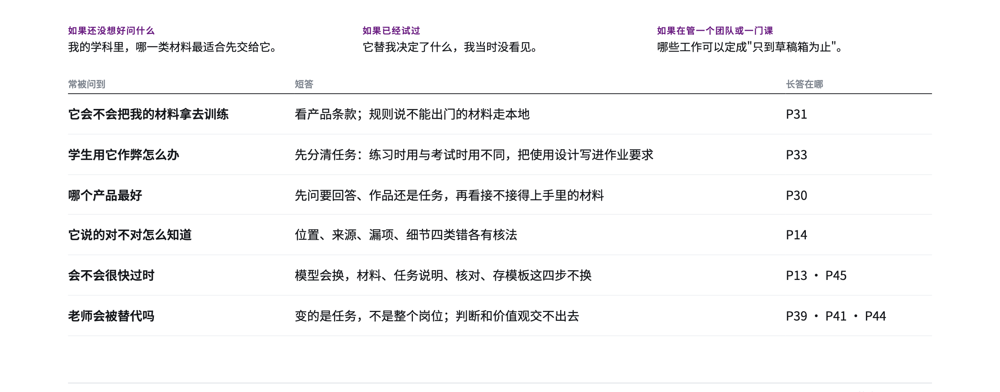 如果还没想好问什么
我的学科里，哪一类材料最适合先交给它。
如果已经试过
它替我决定了什么，我当时没看见。
如果在管一个团队或一门课
哪些工作可以定成"只到草稿箱为止"。
常被问到 短答 长答在哪
它会不会把我的材料拿去训练 看产品条款；规则说不能出门的材料走本地 P31
学生用它作弊怎么办 先分清任务：练习时用与考试时用不同，把使用设计写进作业要求 P33
哪个产品最好 先问要回答、作品还是任务，再看接不接得上手里的材料 P30
它说的对不对怎么知道 位置、来源、漏项、细节四类错各有核法 P14
会不会很快过时 模型会换，材料、任务说明、核对、存模板这四步不换 P13 · P45
老师会被替代吗 变的是任务，不是整个岗位；判断和价值观交不出去 P39 · P41 · P44